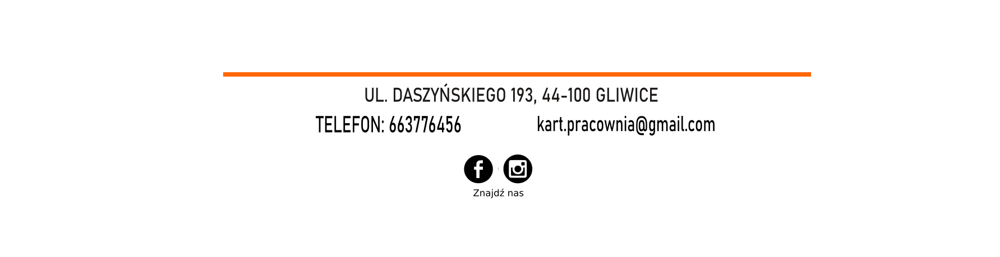 UL. DASZYŃSKIEGO 193, 44-100 GLIWICE
TELEFON: 663776456 kart.pracownia@gmail.com
Znajdź nas